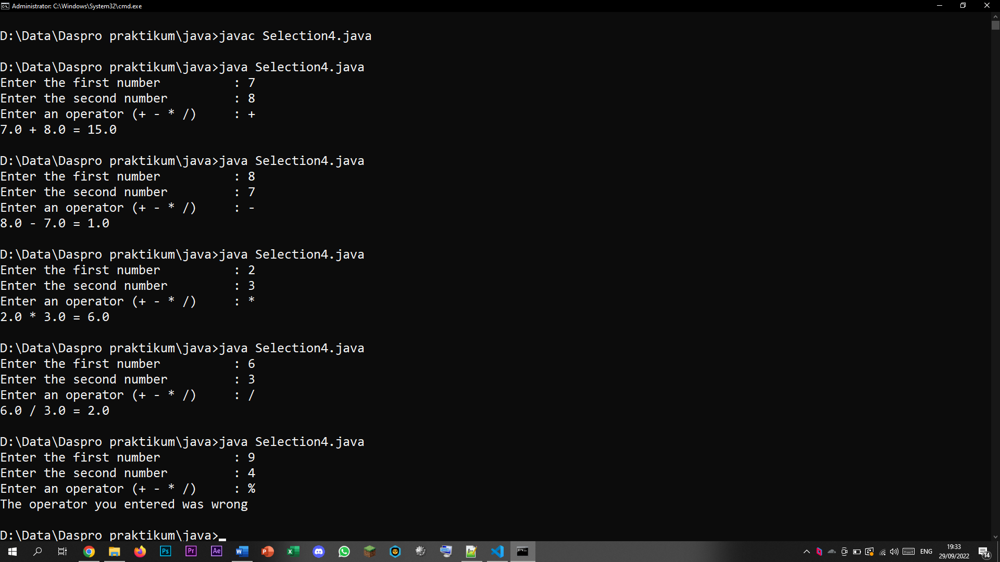 Administrator: C:\Windows\System32\cmd.exe
D:\Data\Daspro praktikum\java>javac Selection4.java
D:\Data\Daspro praktikum\java>java Selection4.java
Enter the first number : 7
Enter the second number : 8
Enter an operator (+ - * /) : +
7.0 + 8.0 = 15.0
D:\Data\Daspro praktikum\java>java Selection4.java
Enter the first number : 8
Enter the second number : 7
Enter an operator (+ - * /) : -
8.0 - 7.0 = 1.0
D:\Data\Daspro praktikum\java>java Selection4.java
Enter the first number : 2
Enter the second number : 3
Enter an operator (+ - * /) : *
2.0 * 3.0 = 6.0
D:\Data\Daspro praktikum\java>java Selection4.java
Enter the first number : 6
Enter the second number : 3
Enter an operator (+ - * /) : /
6.0 / 3.0 = 2.0
D:\Data\Daspro praktikum\java>java Selection4.java
Enter the first number : 9
Enter the second number : 4
Enter an operator (+ - * /) : %
The operator you entered was wrong
D:\Data\Daspro praktikum\java>
Ps Pr Ae ENG 19:33
29/09/2022 14